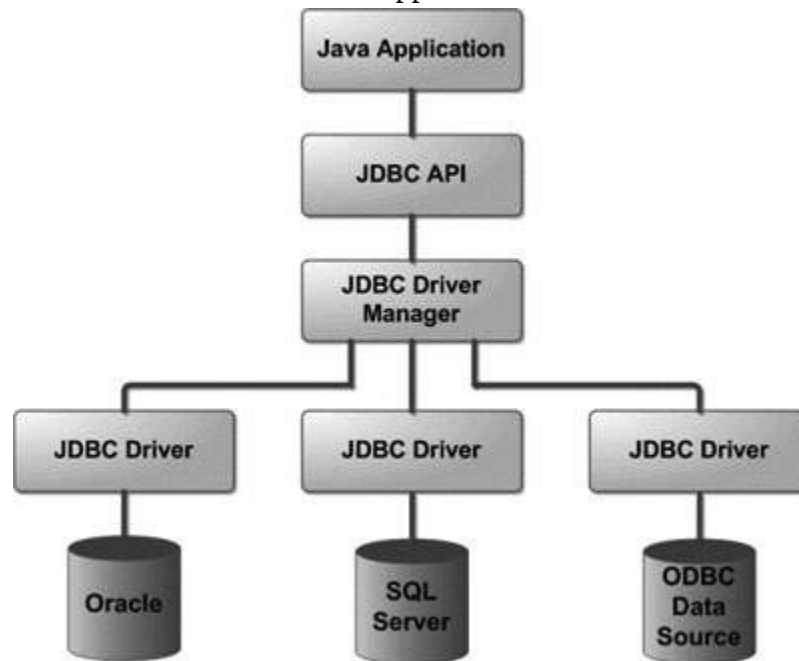 Java Application
JDBC API
JDBC Driver
Manager
JDBC Driver
JDBC Driver
JDBC Driver
Oracle
SQL
Server
ODBC
Data
Source